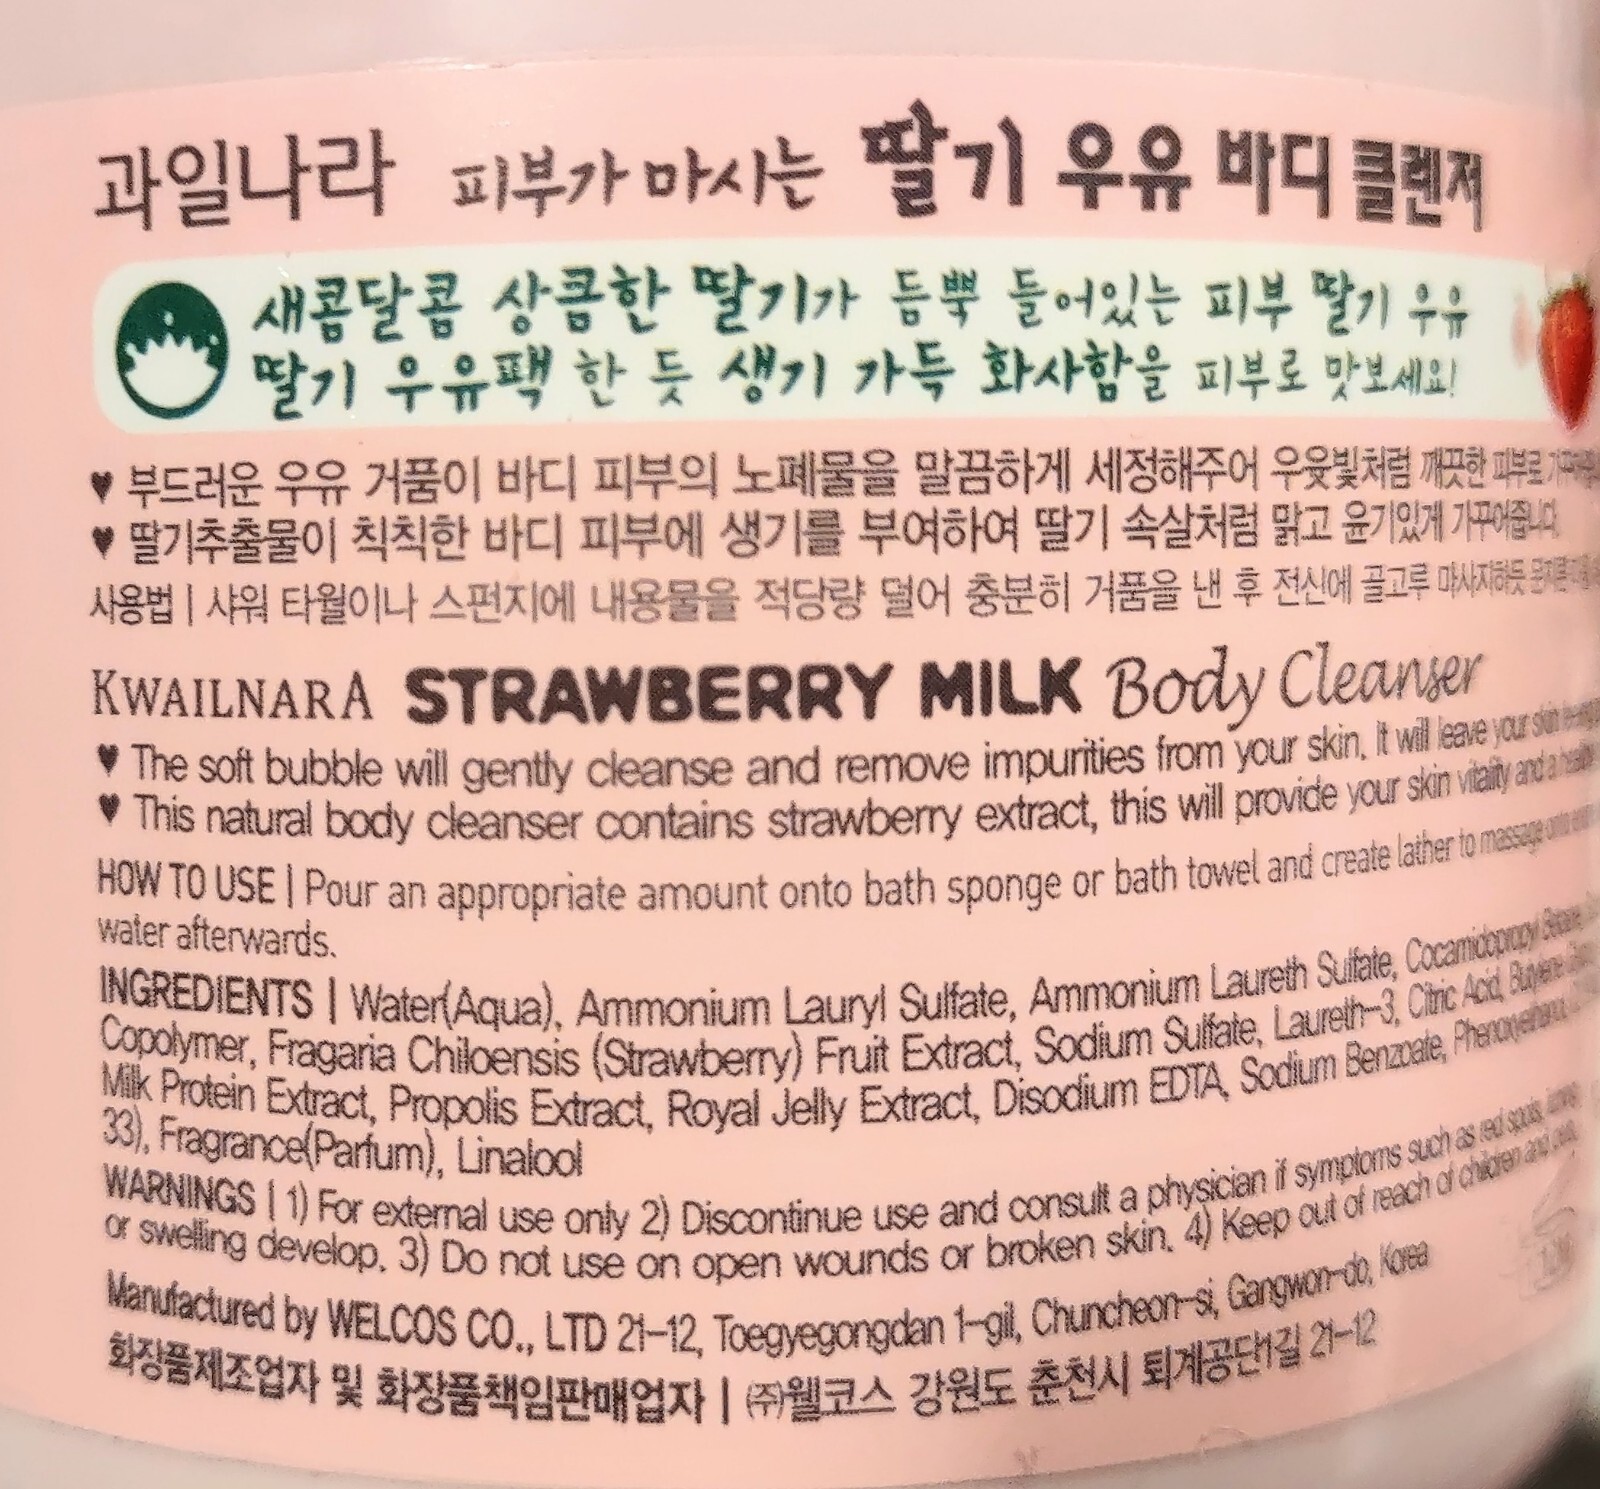 과일나라 피부가 마시는 딸기 우유 바디 클렌저
새콤달콤 상큼한 딸기가 듬뿍 들어있는 피부 딸기 우유
딸기 우유팩 한 듯 생기 가득 화사함을 피부로 맛보세요!
♥ 부드러운 우유 거품이 바디 피부의 노폐물을 말끔하게 세정해주어 우윳빛처럼 깨끗한 피부로
♥ 딸기추출물이 칙칙한 바디 피부에 생기를 부여하여 딸기 속살처럼 맑고 윤기있게 가꾸어줍니다.
사용법 | 샤워 타월이나 스펀지에 내용물을 적당량 덜어 충분히 거품을 낸 후 전신에 골고루 마사지하듯
KWAILNARA STRAWBERRY MILK Body Cleanser
♥ The soft bubble will gently cleanse and remove impurities from your skin. It will leave your skin
♥ This natural body cleanser contains strawberry extract, this will provide your skin vitality and a
HOW TO USE | Pour an appropriate amount onto bath sponge or bath towel and create lather to massage
water afterwards.
INGREDIENTS | Water(Aqua), Ammonium Lauryl Sulfate, Ammonium Laureth Sulfate, Cocamidopropyl Betaine,
Copolymer, Fragaria Chiloensis (Strawberry) Fruit Extract, Sodium Sulfate, Laureth-3, Citric Acid, Butylene
Milk Protein Extract, Propolis Extract, Royal Jelly Extract, Disodium EDTA, Sodium Benzoate, Phenoxyethanol,
33), Fragrance(Parfum), Linalool
WARNINGS | 1) For external use only 2) Discontinue use and consult a physician if symptoms such as red spots,
or swelling develop. 3) Do not use on open wounds or broken skin. 4) Keep out of reach of children and
Manufactured by WELCOS CO., LTD 21-12, Toegyegongdan 1-gil, Chuncheon-si, Gangwon-do, Korea
화장품제조업자 및 화장품책임판매업자 | ㈜웰코스 강원도 춘천시 퇴계공단1길 21-12